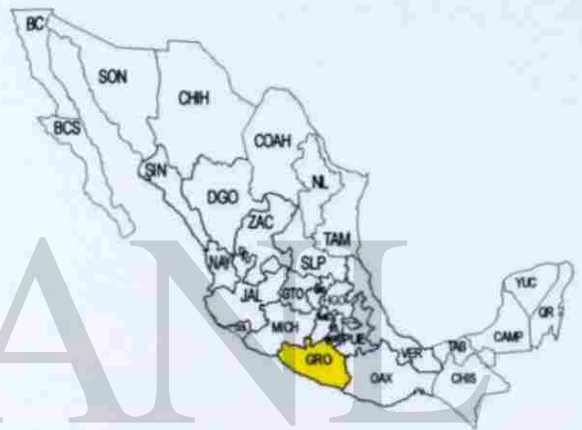 BC
SON
CHIH
BCS
COAH
SIN
NL
DGO
ZAC
TAM
NAY
SLP
JAL
GTO
YUC
QR
MICH
PUE
VER
TAB
CAMP
GRO
OAX
CHIS
ANL